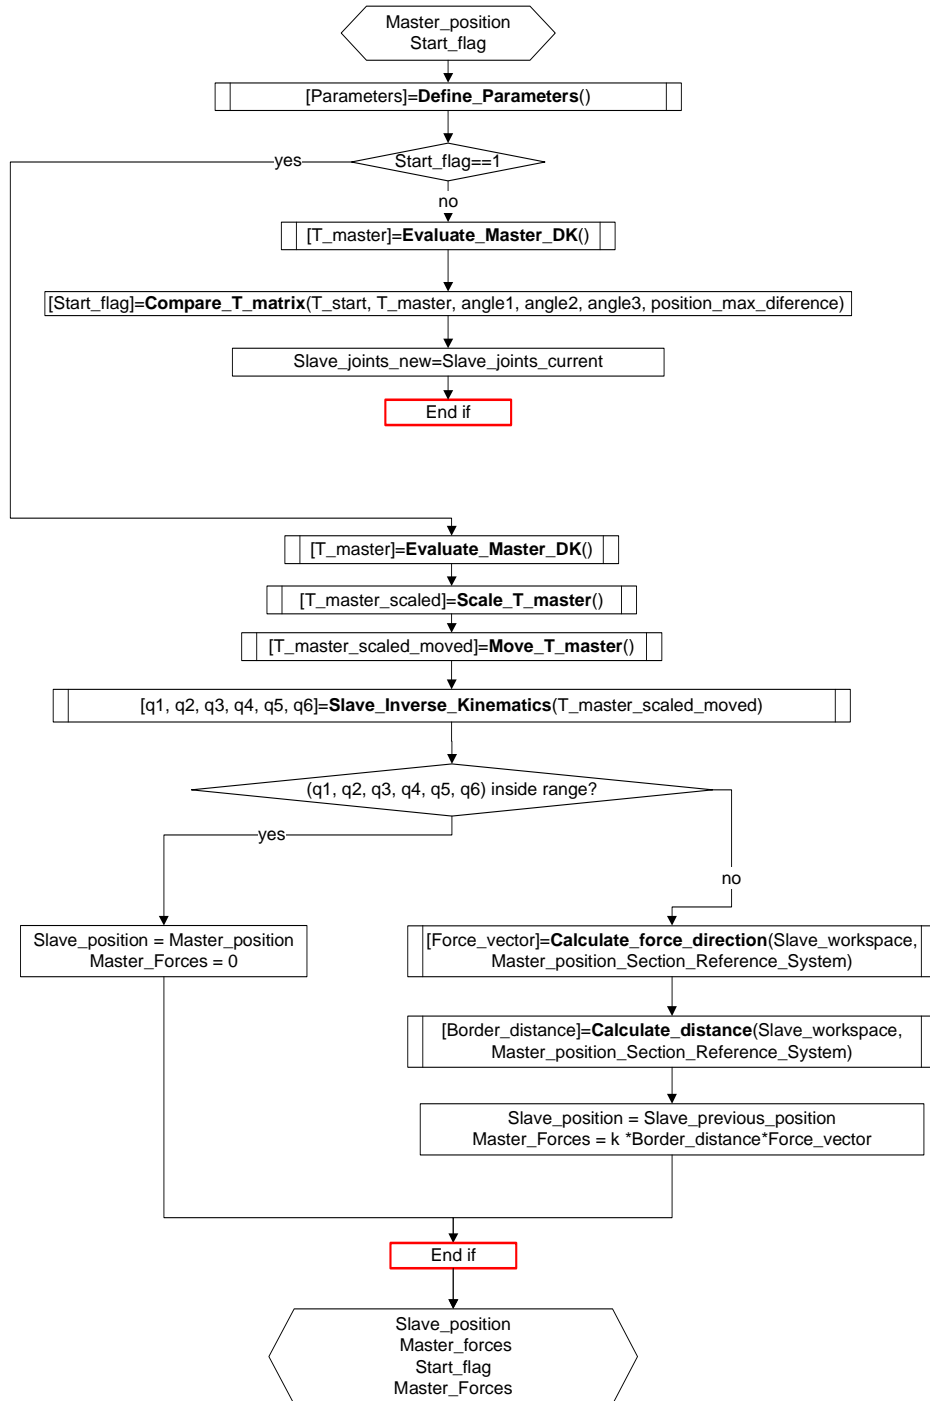 Master_position
Start_flag
[Parameters]=Define_Parameters()
Start_flag==1
yes
no
[T_master]=Evaluate_Master_DK()
[Start_flag]=Compare_T_matrix(T_start, T_master, angle1, angle2, angle3, position_max_diference)
Slave_joints_new=Slave_joints_current
End if
[T_master]=Evaluate_Master_DK()
[T_master_scaled]=Scale_T_master()
[T_master_scaled_moved]=Move_T_master()
[q1, q2, q3, q4, q5, q6]=Slave_Inverse_Kinematics(T_master_scaled_moved)
(q1, q2, q3, q4, q5, q6) inside range?
yes
no
Slave_position = Master_position
Master_Forces = 0
[Force_vector]=Calculate_force_direction(Slave_workspace,
Master_position_Section_Reference_System)
[Border_distance]=Calculate_distance(Slave_workspace,
Master_position_Section_Reference_System)
Slave_position = Slave_previous_position
Master_Forces = k *Border_distance*Force_vector
End if
Slave_position
Master_forces
Start_flag
Master_Forces